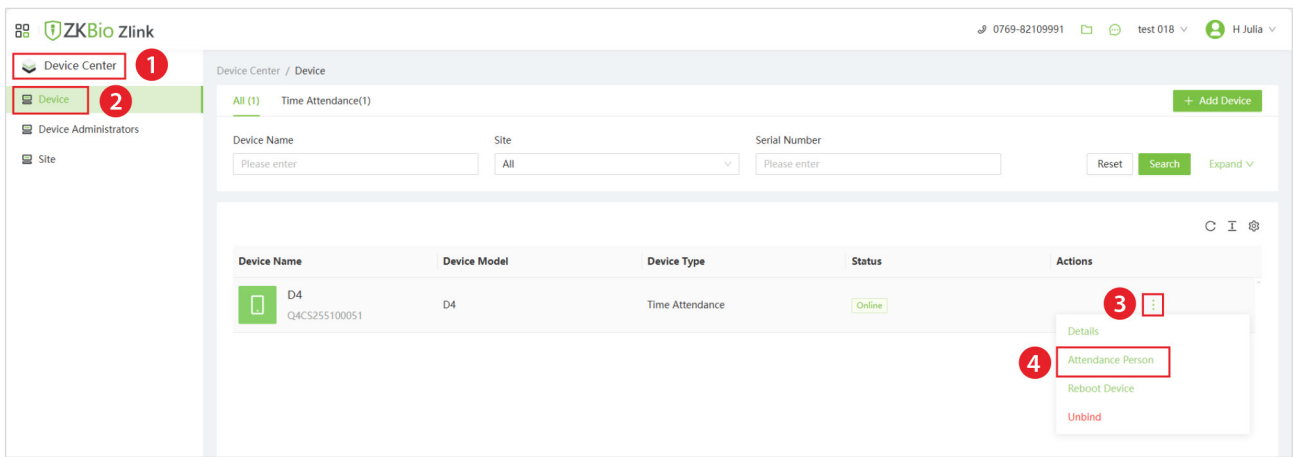 ZKBio Zlink
0769-82109991 test 018 H Julia
Device Center 1
Device Center / Device
Device 2
All (1) Time Attendance(1)
+ Add Device
Device Administrators
Device Name Site Serial Number
Site
Please enter All Please enter Reset Search Expand
Device Name Device Model Device Type Status Actions
D4
Q4CS255100051
D4 Time Attendance Online 3
Details
4 Attendance Person
Reboot Device
Unbind